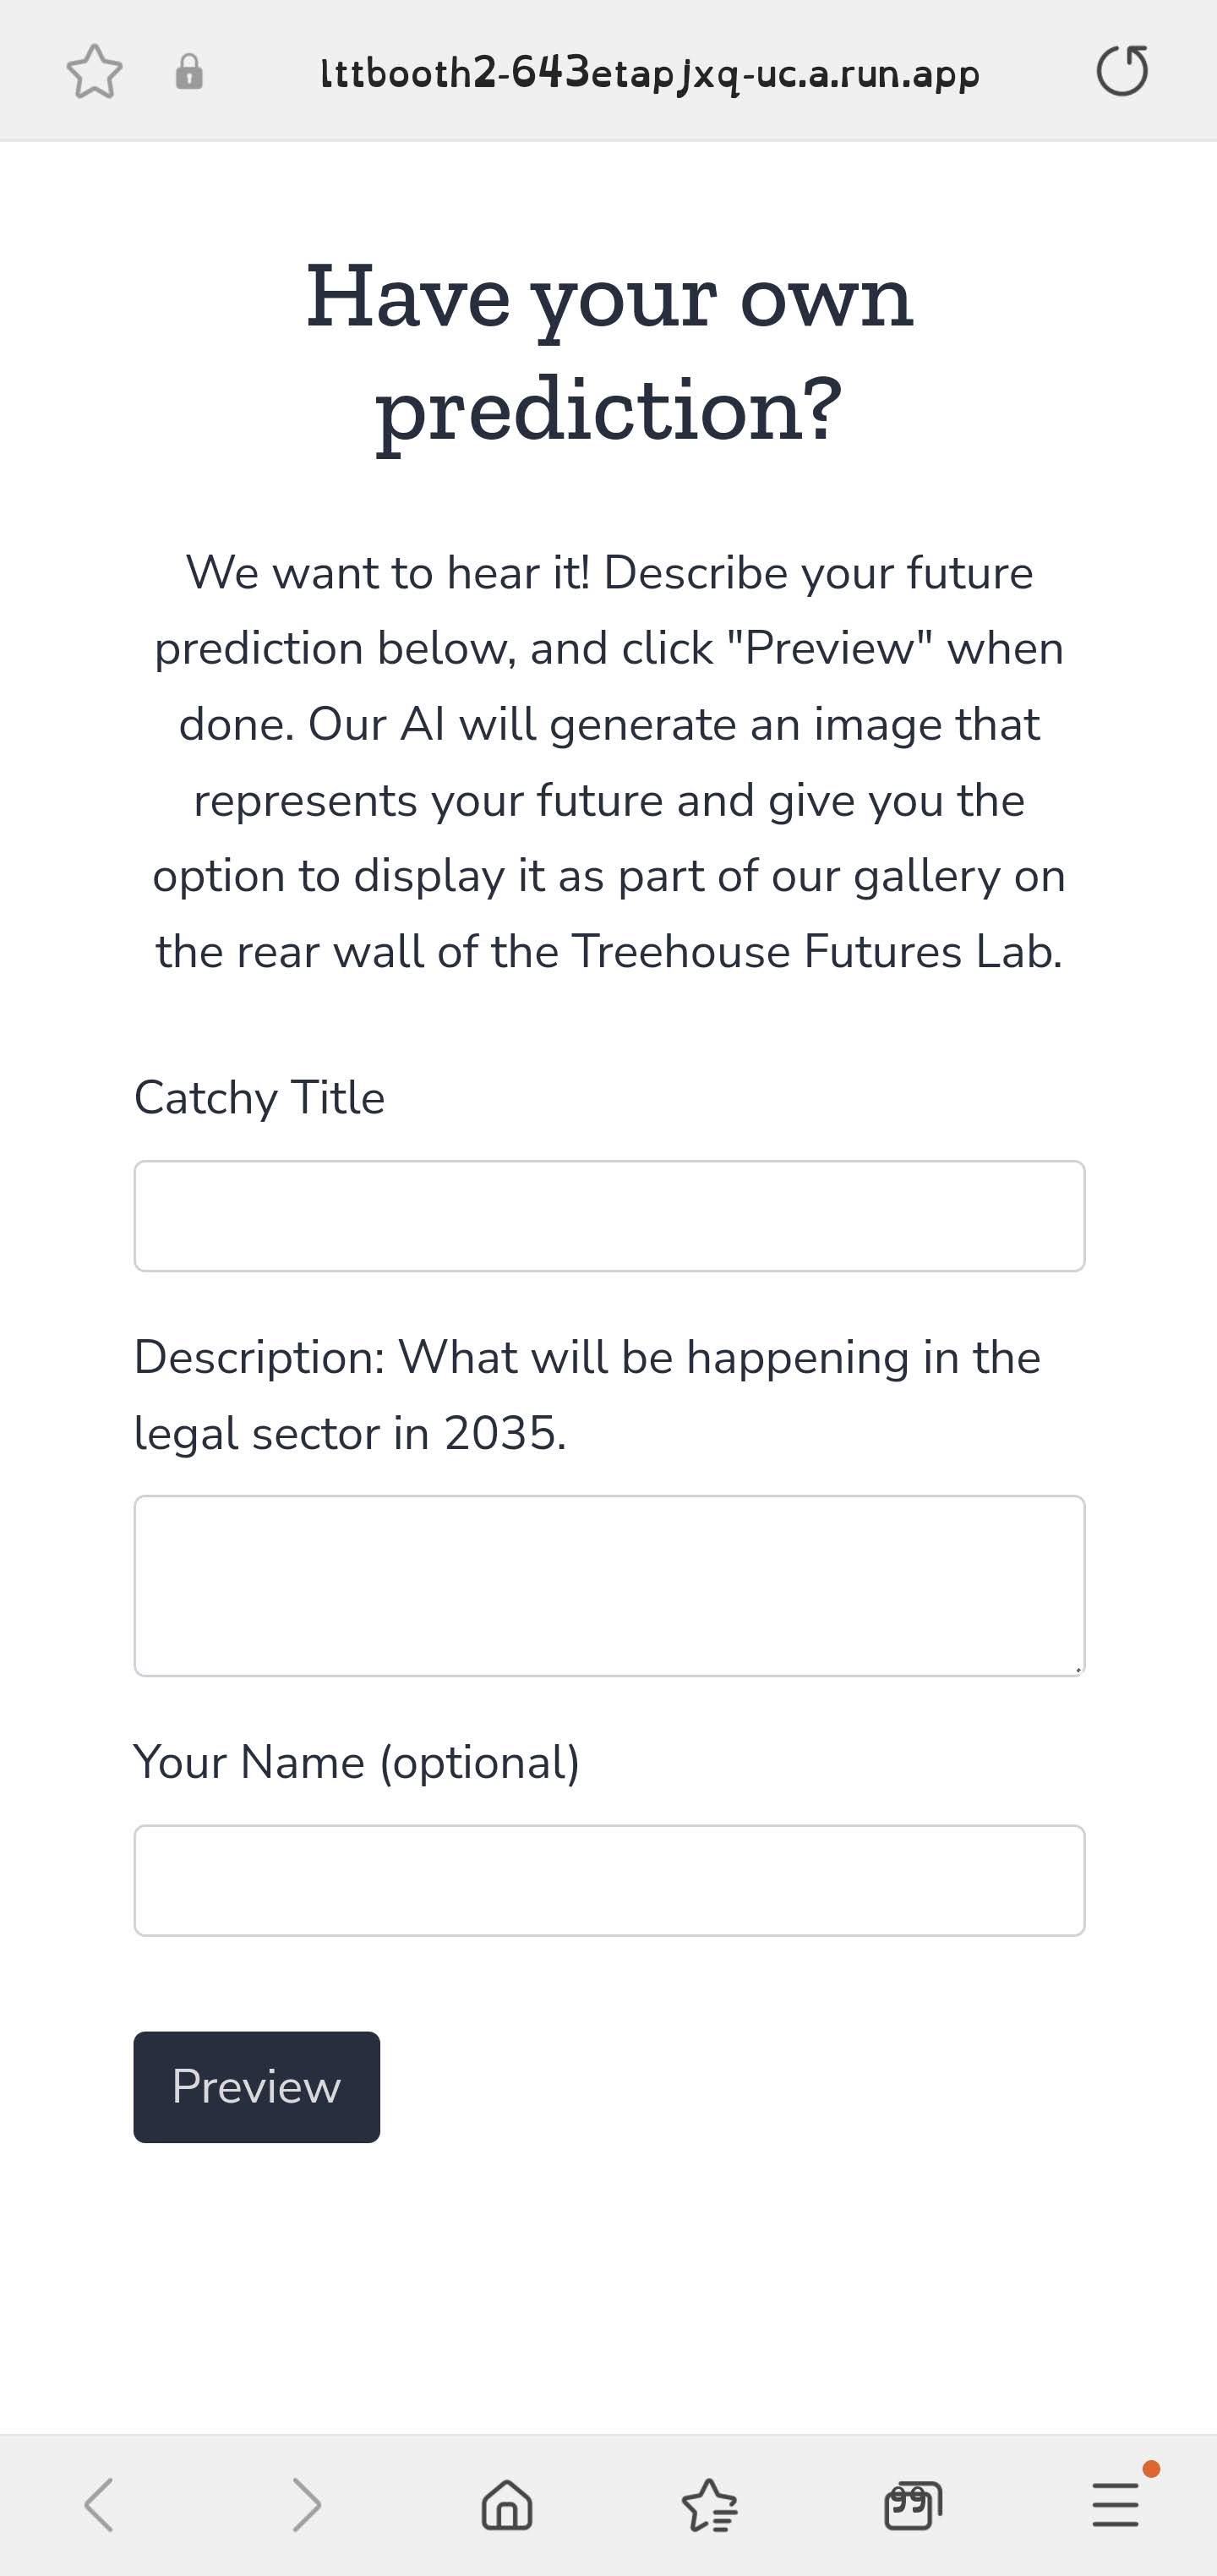 lttbooth2-643etapjxq-uc.a.run.app
Have your own
prediction?
We want to hear it! Describe your future
prediction below, and click "Preview" when
done. Our AI will generate an image that
represents your future and give you the
option to display it as part of our gallery on
the rear wall of the Treehouse Futures Lab.
Catchy Title
Description: What will be happening in the
legal sector in 2035.
Your Name (optional)
Preview
99